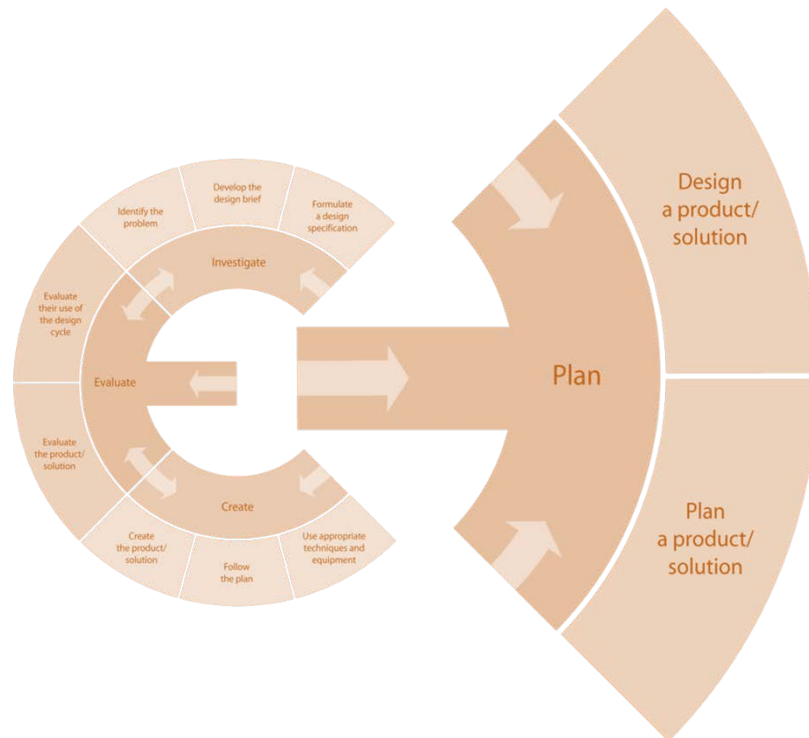 Develop the
design brief
Identify the
problem
Formulate
a design
specification
Investigate
Evaluate
their use of
the design
cycle
Evaluate
Evaluate
the product/
solution
Create
Create
the product/
solution
Follow
the plan
Use appropriate
techniques and
equipment
Plan
Design
a product/
solution
Plan
a product/
solution